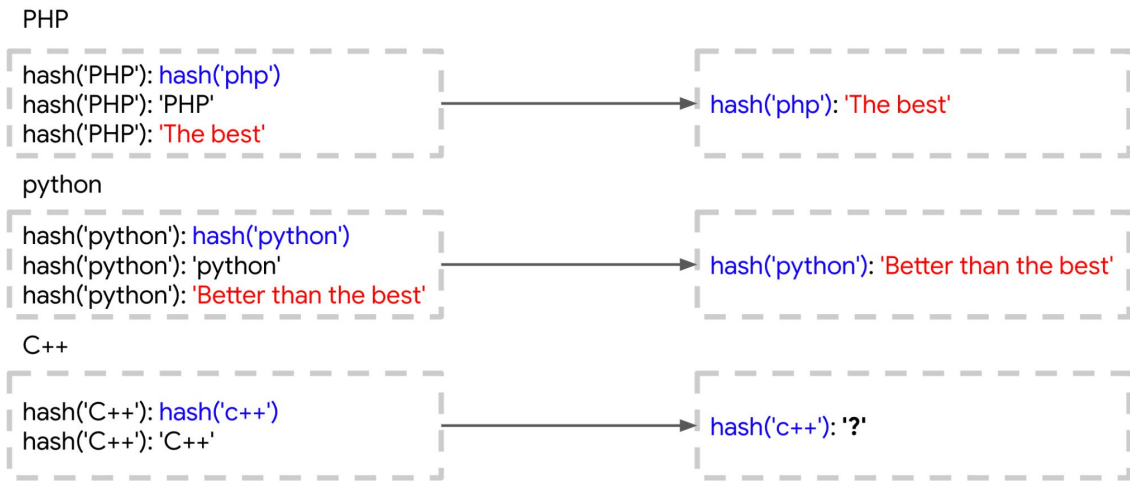 PHP
hash('PHP'): hash('php')
hash('PHP'): 'PHP'
hash('PHP'): 'The best'
hash('php'): 'The best'
python
hash('python'): hash('python')
hash('python'): 'python'
hash('python'): 'Better than the best'
hash('python'): 'Better than the best'
C++
hash('C++'): hash('c++')
hash('C++'): 'C++'
hash('c++'): '?'